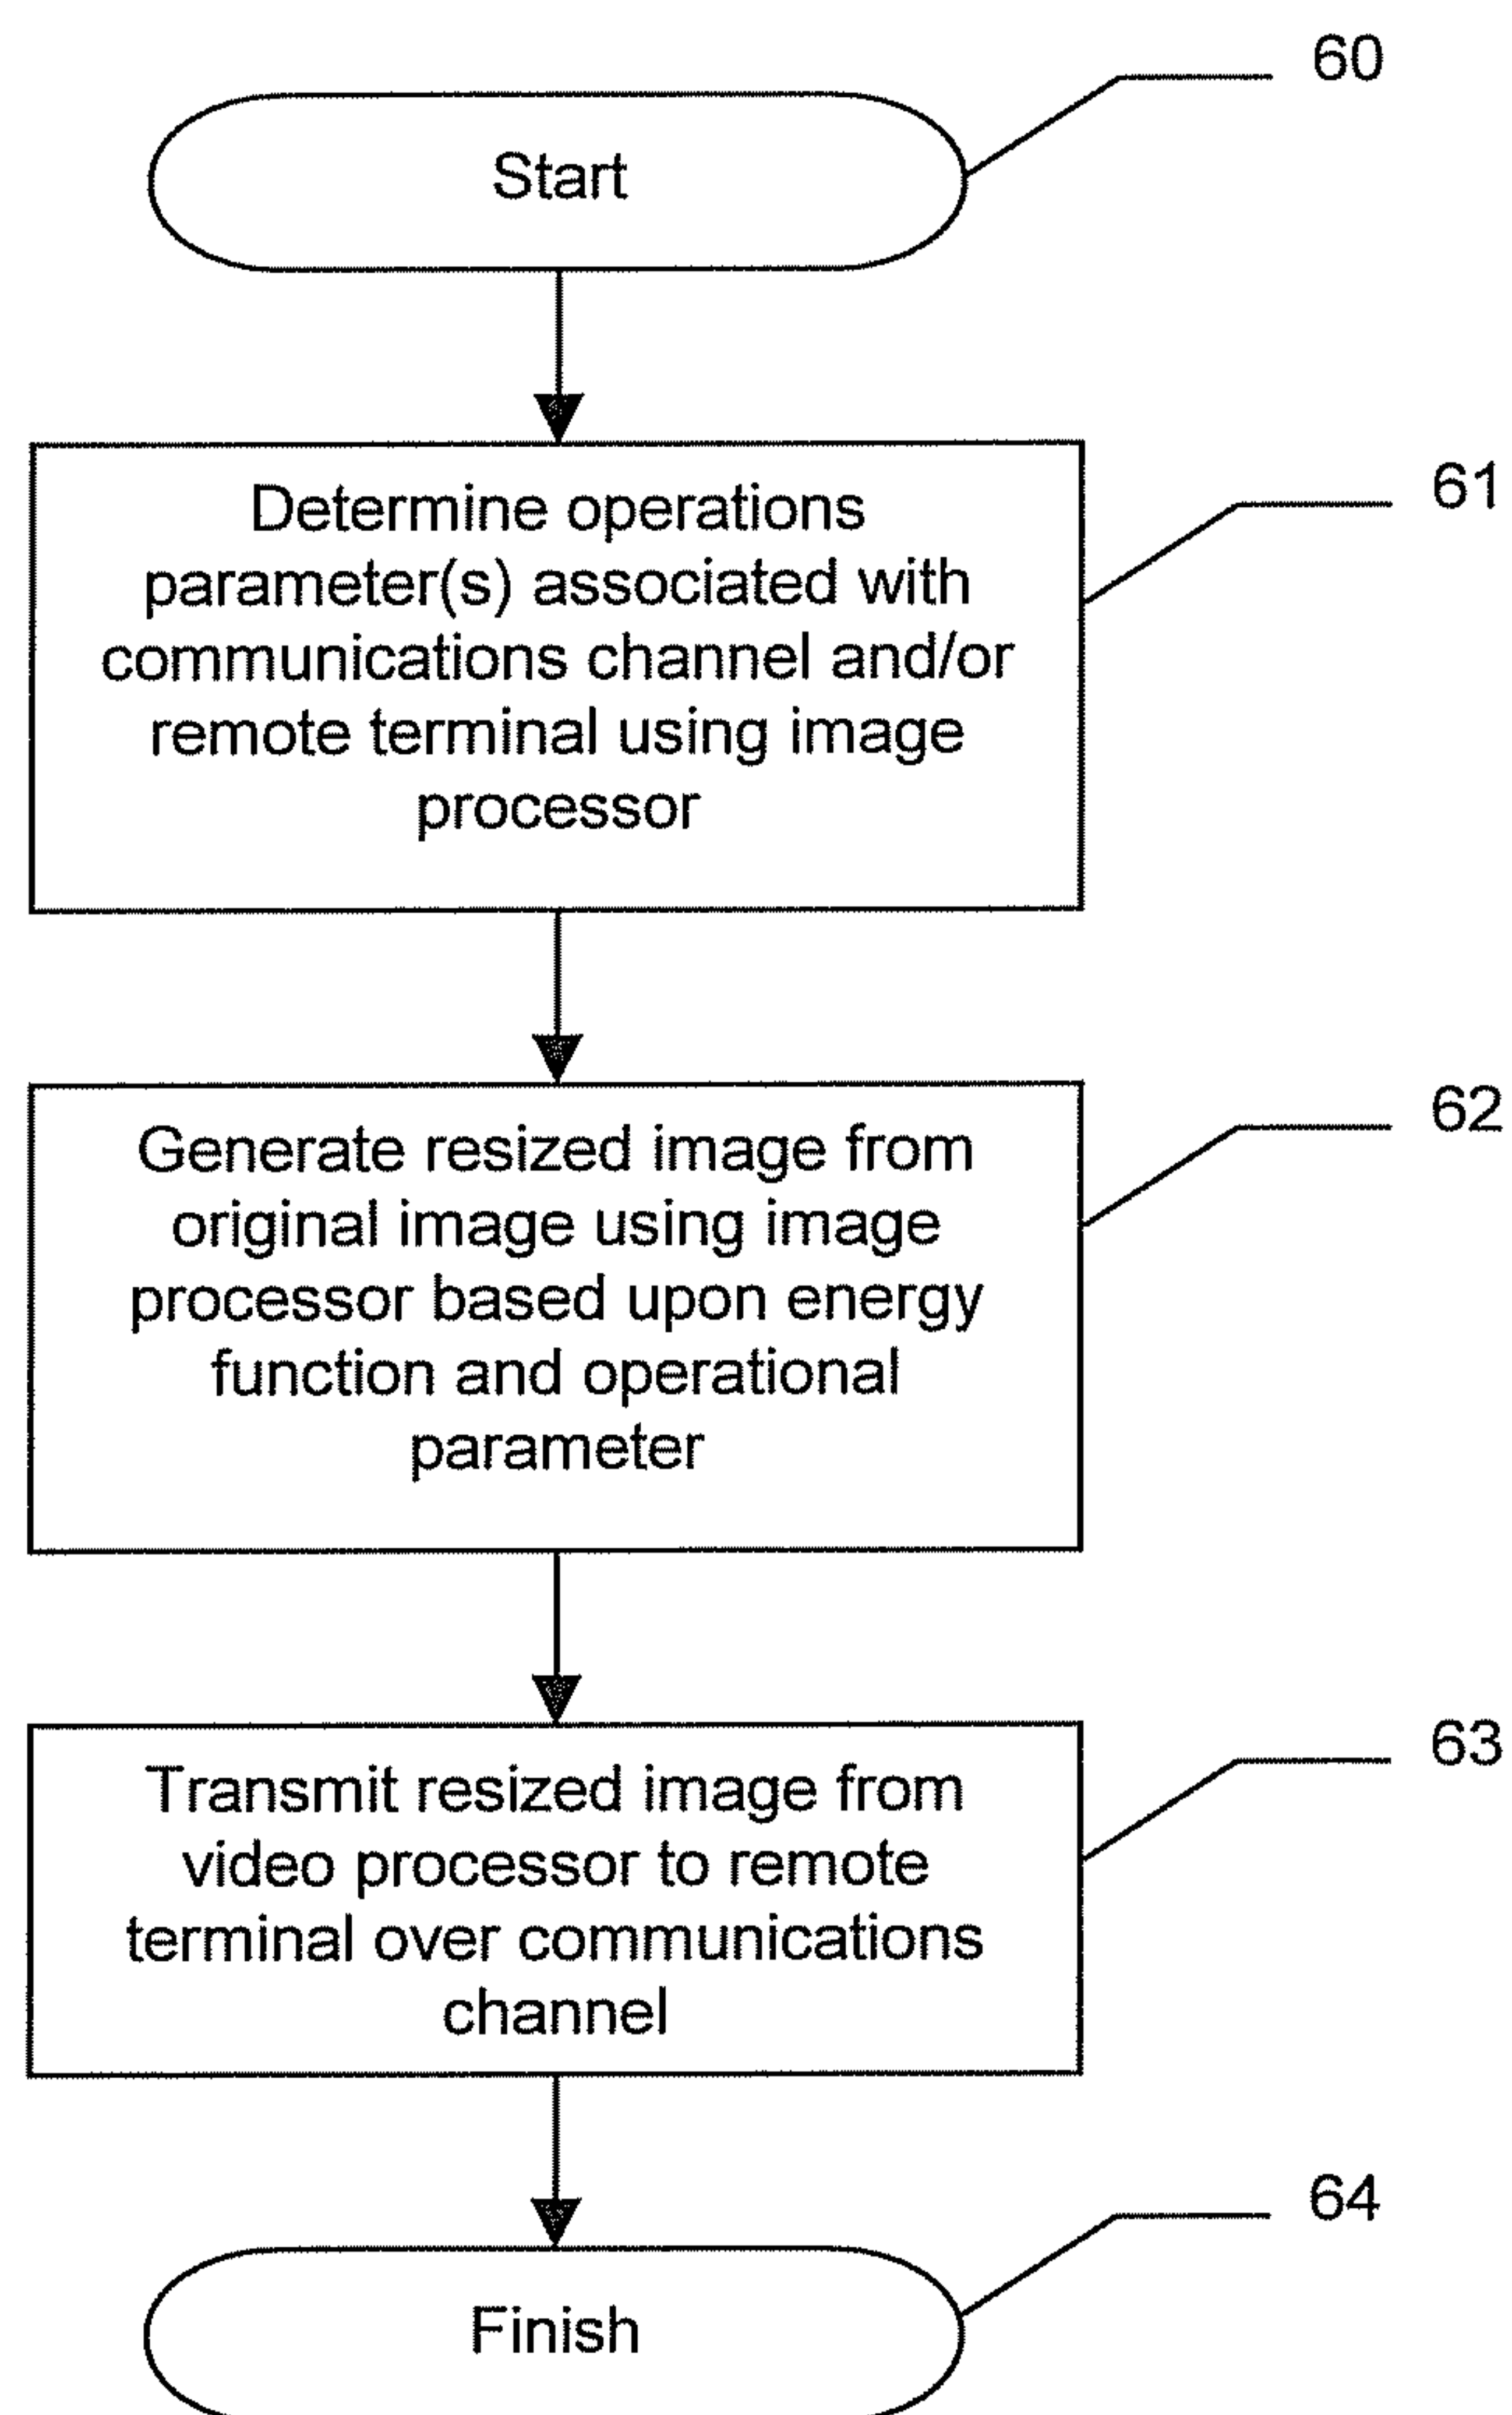 60
Start
61
Determine operations
parameter(s) associated with
communications channel and/or
remote terminal using image
processor
62
Generate resized image from
original image using image
processor based upon energy
function and operational
parameter
63
Transmit resized image from
video processor to remote
terminal over communications
channel
64
Finish